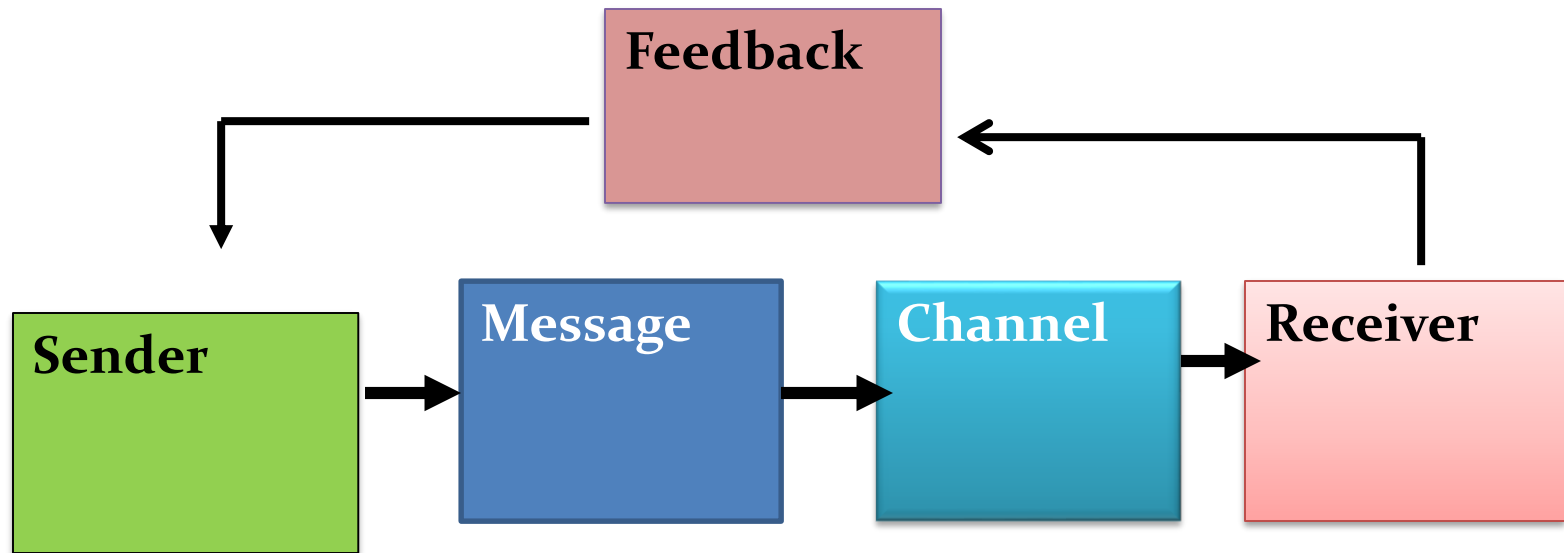 Feedback
Sender
Message
Channel
Receiver